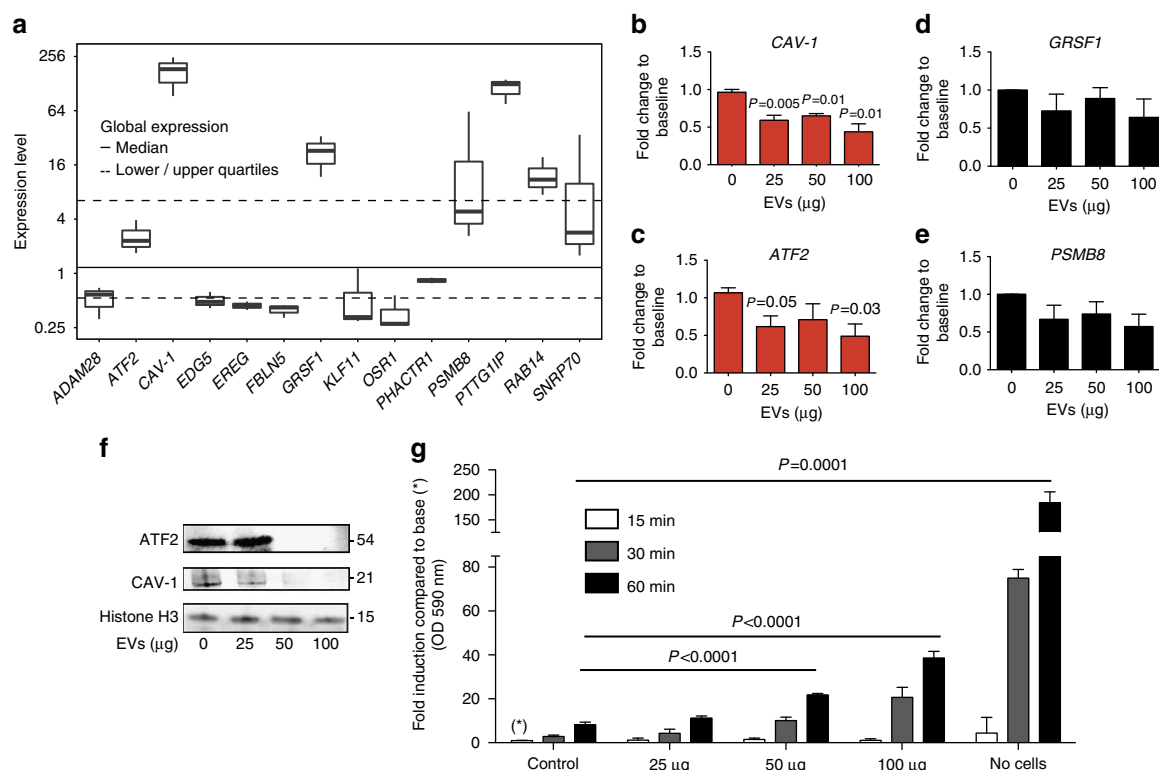 a
256
64
16
4
1
0.25
Expression level
Global expression
– Median
-- Lower / upper quartiles
ADAM28
ATF2
CAV-1
EDG5
EREG
FBLN5
GRSF1
KLF11
OSR1
PHACTR1
PSMB8
PTTG1IP
RAB14
SNRP70
b
CAV-1
Fold change to
baseline
1.5
1.0
0.5
0.0
P=0.005
P=0.01
P=0.01
0 25 50 100
EVs (μg)
c
ATF2
Fold change to
baseline
1.5
1.0
0.5
0.0
P=0.05
P=0.03
0 25 50 100
EVs (μg)
d
GRSF1
Fold change to
baseline
1.5
1.0
0.5
0.0
0 25 50 100
EVs (μg)
e
PSMB8
Fold change to
baseline
1.5
1.0
0.5
0.0
0 25 50 100
EVs (μg)
f
ATF2 -54
CAV-1 -21
Histone H3 -15
EVs (μg) 0 25 50 100
g
Fold induction compared to base (*)
(OD 590 nm)
250
200
150
80
60
40
20
0
15 min
30 min
60 min
P=0.0001
P<0.0001
P<0.0001
(*)
Control 25 μg 50 μg 100 μg No cells